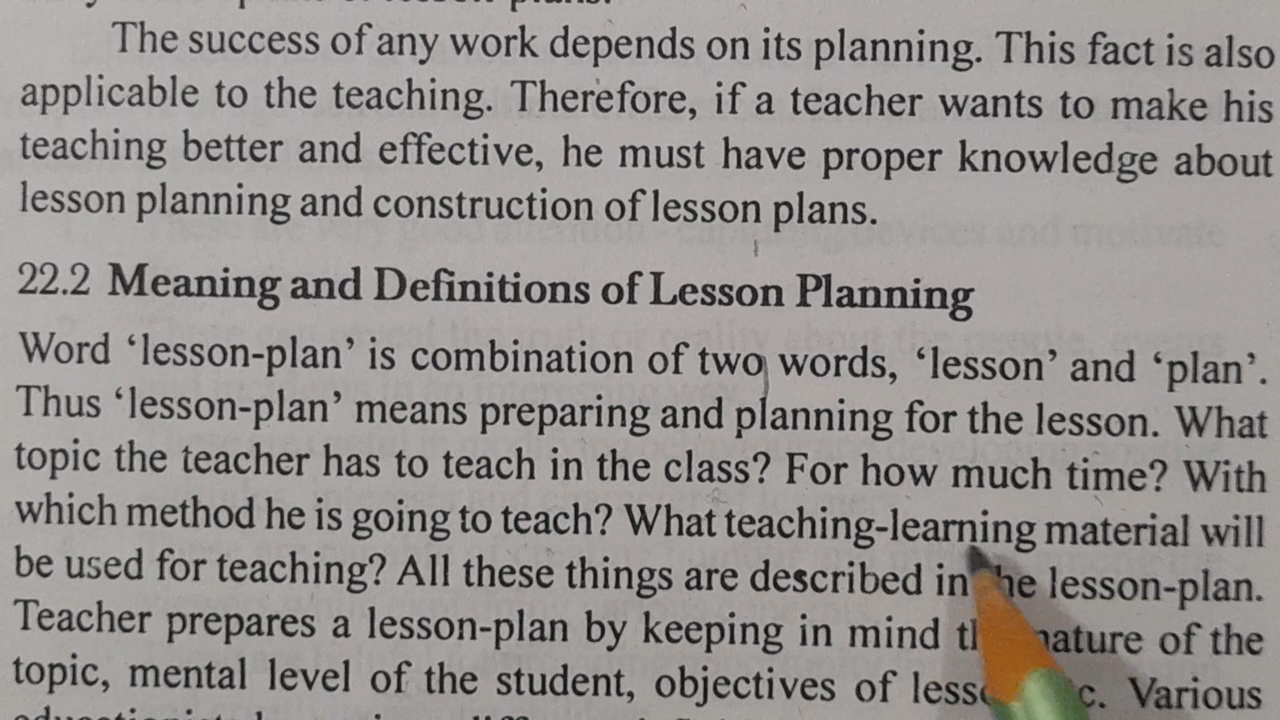 The success of any work depends on its planning. This fact is also
applicable to the teaching. Therefore, if a teacher wants to make his
teaching better and effective, he must have proper knowledge about
lesson planning and construction of lesson plans.
22.2 Meaning and Definitions of Lesson Planning
Word ‘lesson-plan’ is combination of two words, ‘lesson’ and ‘plan’.
Thus ‘lesson-plan’ means preparing and planning for the lesson. What
topic the teacher has to teach in the class? For how much time? With
which method he is going to teach? What teaching-learning material will
be used for teaching? All these things are described in lesson-plan.
Teacher prepares a lesson-plan by keeping in mind nature of the
topic, mental level of the student, objectives of Various